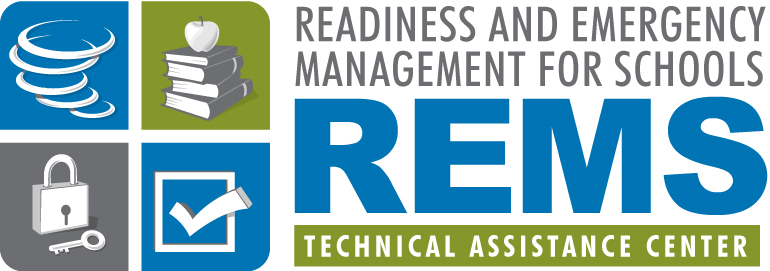 READINESS AND EMERGENCY
MANAGEMENT FOR SCHOOLS
REMS
TECHNICAL ASSISTANCE CENTER